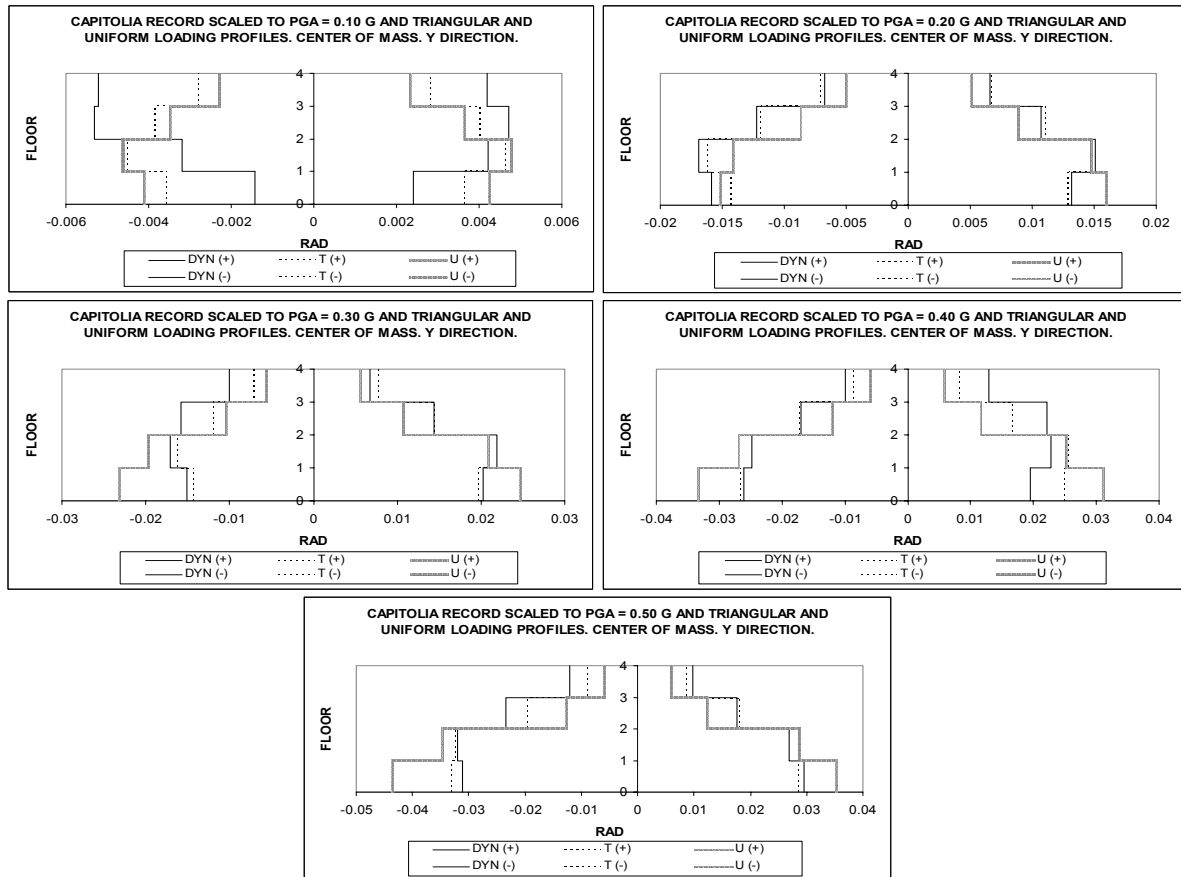 CAPITOLIA RECORD SCALED TO PGA = 0.10 G AND TRIANGULAR AND
UNIFORM LOADING PROFILES. CENTER OF MASS. Y DIRECTION.
FLOOR
4
3
2
1
0
-0.006 -0.004 -0.002 0 0.002 0.004 0.006
RAD
DYN (+) T (+) U (+)
DYN (-) T (-) U (-)
CAPITOLIA RECORD SCALED TO PGA = 0.20 G AND TRIANGULAR AND
UNIFORM LOADING PROFILES. CENTER OF MASS. Y DIRECTION.
FLOOR
4
3
2
1
0
-0.02 -0.015 -0.01 -0.005 0 0.005 0.01 0.015 0.02
RAD
DYN (+) T (+) U (+)
DYN (-) T (-) U (-)
CAPITOLIA RECORD SCALED TO PGA = 0.30 G AND TRIANGULAR AND
UNIFORM LOADING PROFILES. CENTER OF MASS. Y DIRECTION.
FLOOR
4
3
2
1
0
-0.03 -0.02 -0.01 0 0.01 0.02 0.03
RAD
DYN (+) T (+) U (+)
DYN (-) T (-) U (-)
CAPITOLIA RECORD SCALED TO PGA = 0.40 G AND TRIANGULAR AND
UNIFORM LOADING PROFILES. CENTER OF MASS. Y DIRECTION.
FLOOR
4
3
2
1
0
-0.04 -0.03 -0.02 -0.01 0 0.01 0.02 0.03 0.04
RAD
DYN (+) T (+) U (+)
DYN (-) T (-) U (-)
CAPITOLIA RECORD SCALED TO PGA = 0.50 G AND TRIANGULAR AND
UNIFORM LOADING PROFILES. CENTER OF MASS. Y DIRECTION.
FLOOR
4
3
2
1
0
-0.05 -0.04 -0.03 -0.02 -0.01 0 0.01 0.02 0.03 0.04
RAD
DYN (+) T (+) U (+)
DYN (-) T (-) U (-)